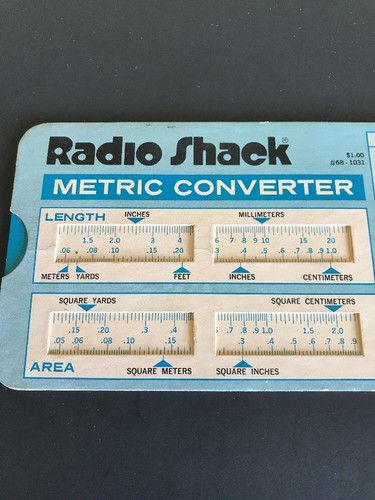 Radio Shack®
$1.00
#68-1031
METRIC CONVERTER
LENGTH
INCHES
MILLIMETERS
1.5 2.0 3 4
6 7 8 9 10 15 20
.06 .08 .10 .15 .20
.3 .4 .5 .6 .7 .8 .9 1.0
METERS YARDS FEET
INCHES CENTIMETERS
SQUARE YARDS
SQUARE CENTIMETERS
.15 .20 .3 .4
.7 .8 .9 1.0 1.5 2.0
.05 .06 .08 .10 .15
.3 .4 .5 .6 .7 .8 .9
AREA
SQUARE METERS
SQUARE INCHES